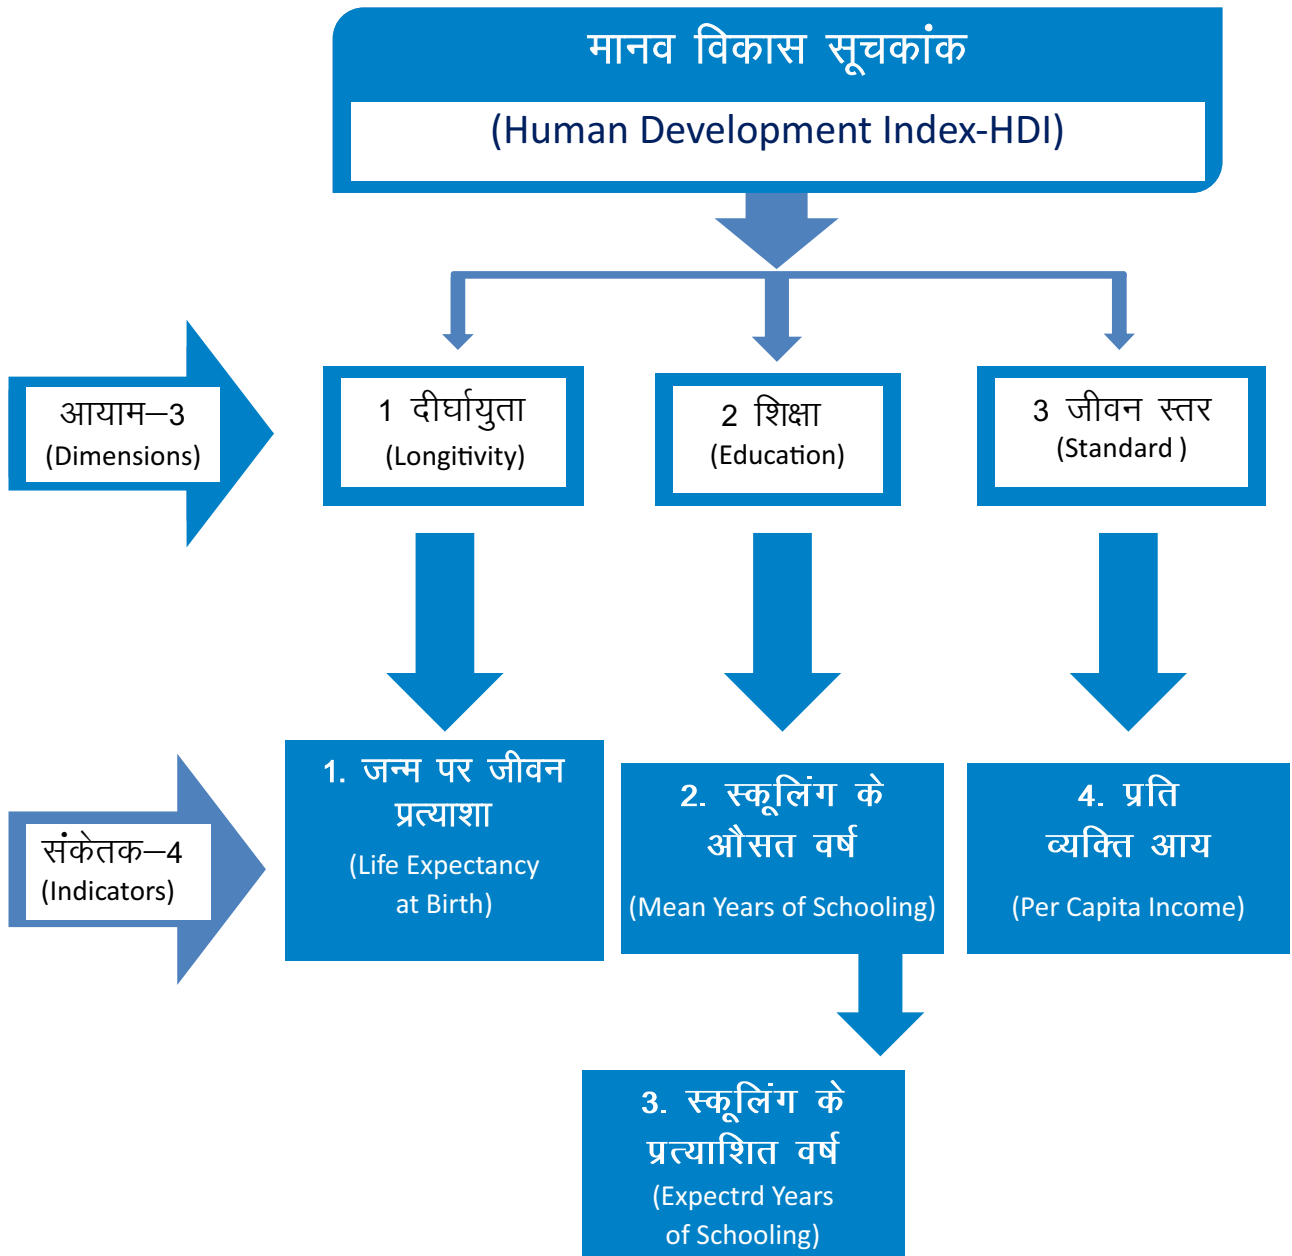 मानव विकास सूचकांक
(Human Development Index-HDI)
आयाम–3
(Dimensions)
1 दीर्घायुता
(Longitivity)
2 शिक्षा
(Education)
3 जीवन स्तर
(Standard )
संकेतक–4
(Indicators)
1. जन्म पर जीवन
प्रत्याशा
(Life Expectancy
at Birth)
2. स्कूलिंग के
औसत वर्ष
(Mean Years of Schooling)
4. प्रति
व्यक्ति आय
(Per Capita Income)
3. स्कूलिंग के
प्रत्याशित वर्ष
(Expectrd Years
of Schooling)